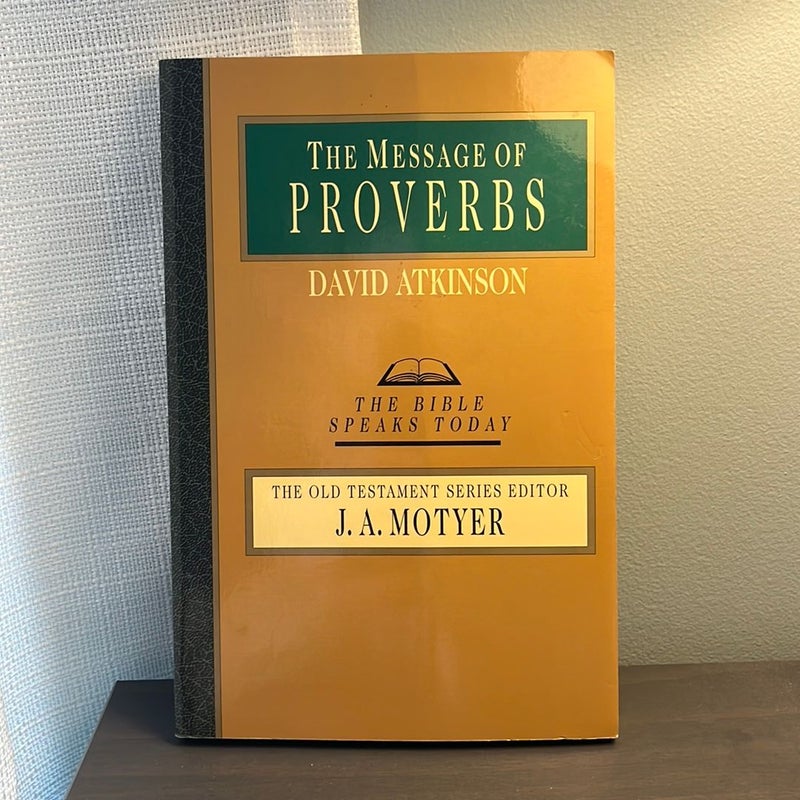 THE MESSAGE OF
PROVERBS
DAVID ATKINSON
THE BIBLE
SPEAKS TODAY
THE OLD TESTAMENT SERIES EDITOR
J. A. MOTYER